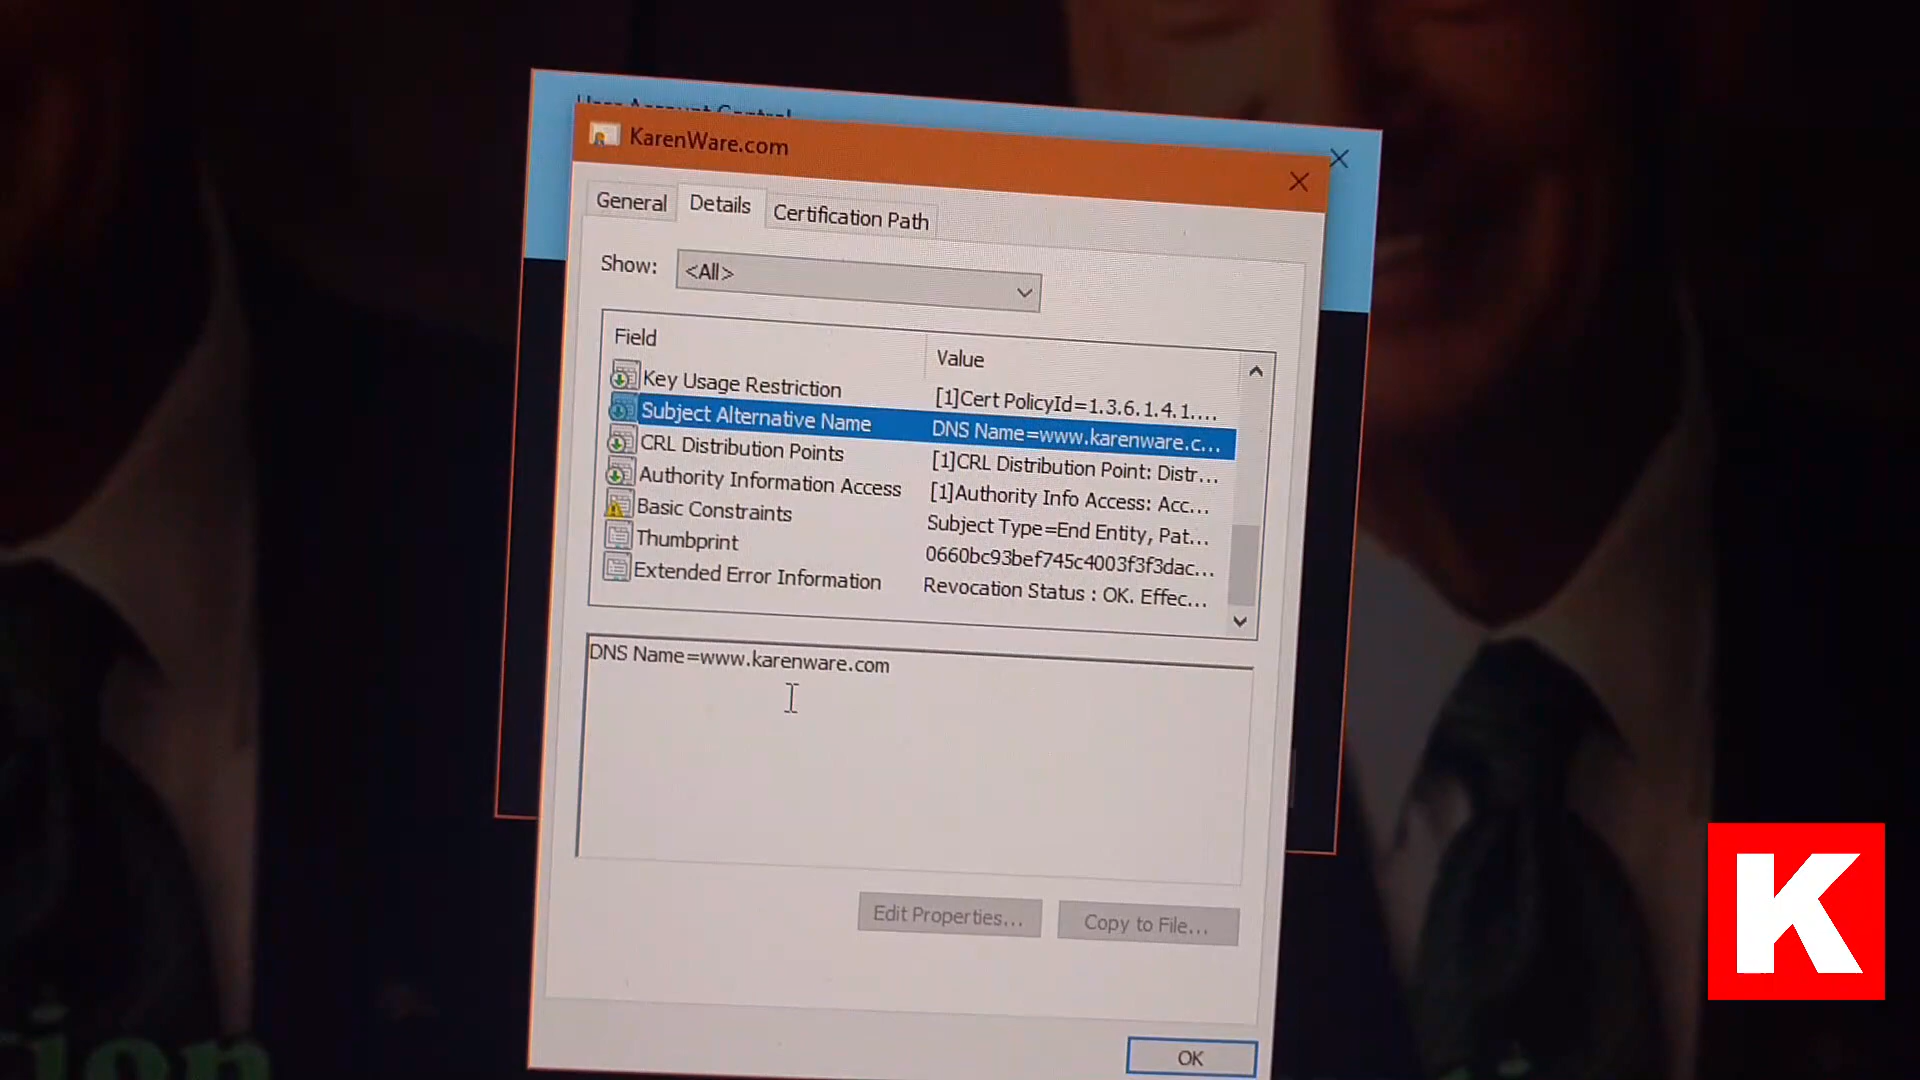 User Account Control
KarenWare.com
General Details Certification Path
Show: <All>
Field Value
Key Usage Restriction [1]Cert PolicyId=1.3.6.1.4.1....
Subject Alternative Name DNS Name=www.karenware.c...
CRL Distribution Points [1]CRL Distribution Point: Distr...
Authority Information Access [1]Authority Info Access: Acc...
Basic Constraints Subject Type=End Entity, Pat...
Thumbprint 0660bc93bef745c4003f3f3dac...
Extended Error Information Revocation Status : OK. Effec...
DNS Name=www.karenware.com
Edit Properties... Copy to File...
OK
K
tion